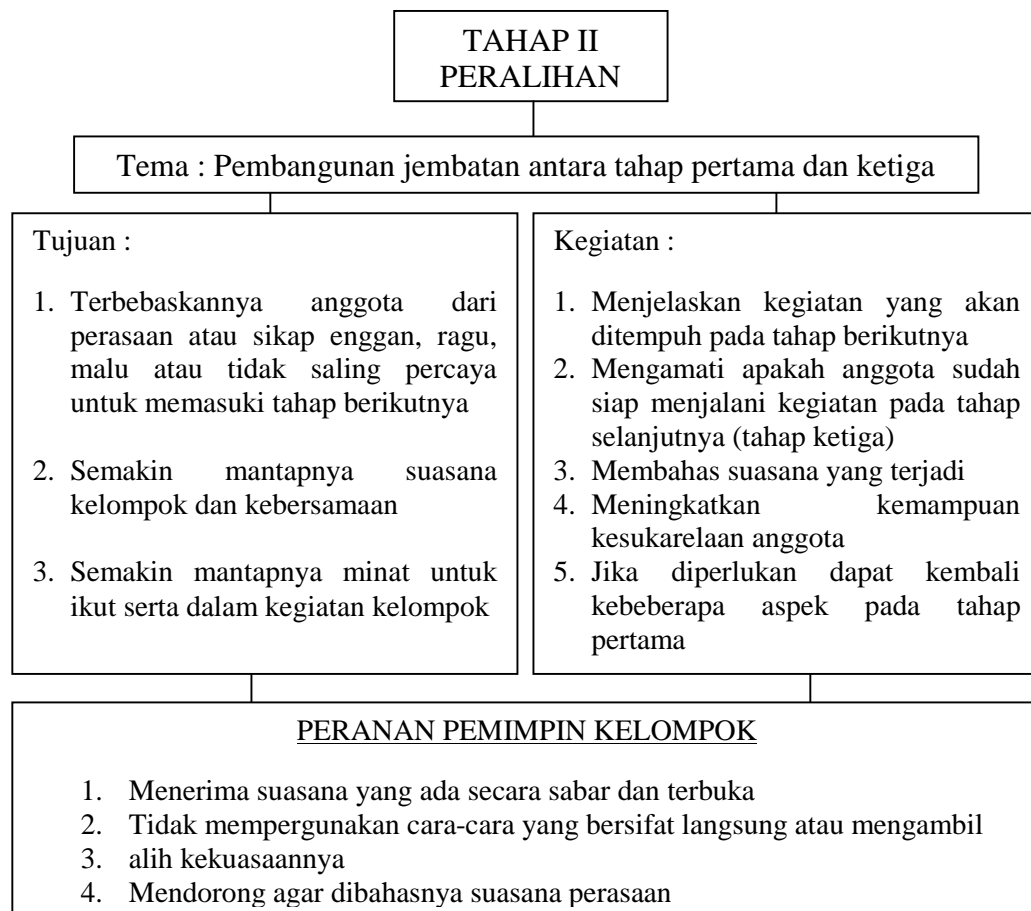 TAHAP II
PERALIHAN
Tema : Pembangunan jembatan antara tahap pertama dan ketiga
Tujuan :
1. Terbebaskannya anggota dari
perasaan atau sikap enggan, ragu,
malu atau tidak saling percaya
untuk memasuki tahap berikutnya
2. Semakin mantapnya suasana
kelompok dan kebersamaan
3. Semakin mantapnya minat untuk
ikut serta dalam kegiatan kelompok
Kegiatan :
1. Menjelaskan kegiatan yang akan
ditempuh pada tahap berikutnya
2. Mengamati apakah anggota sudah
siap menjalani kegiatan pada tahap
selanjutnya (tahap ketiga)
3. Membahas suasana yang terjadi
4. Meningkatkan kemampuan
kesukarelaan anggota
5. Jika diperlukan dapat kembali
kebeberapa aspek pada tahap
pertama
PERANAN PEMIMPIN KELOMPOK
1. Menerima suasana yang ada secara sabar dan terbuka
2. Tidak mempergunakan cara-cara yang bersifat langsung atau mengambil
3. alih kekuasaannya
4. Mendorong agar dibahasnya suasana perasaan